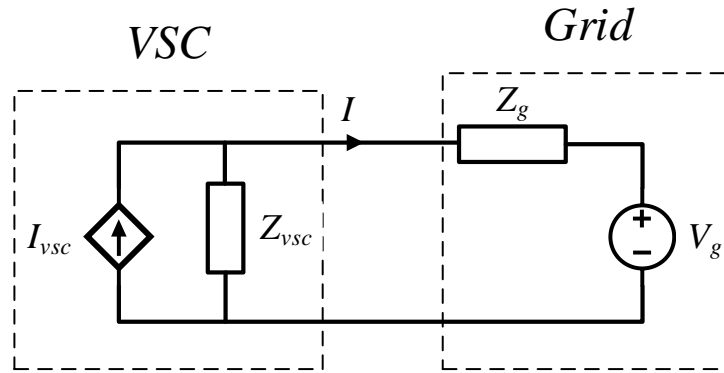 VSC
Grid
I
Z_g
I_vsc
Z_vsc
+
−
V_g